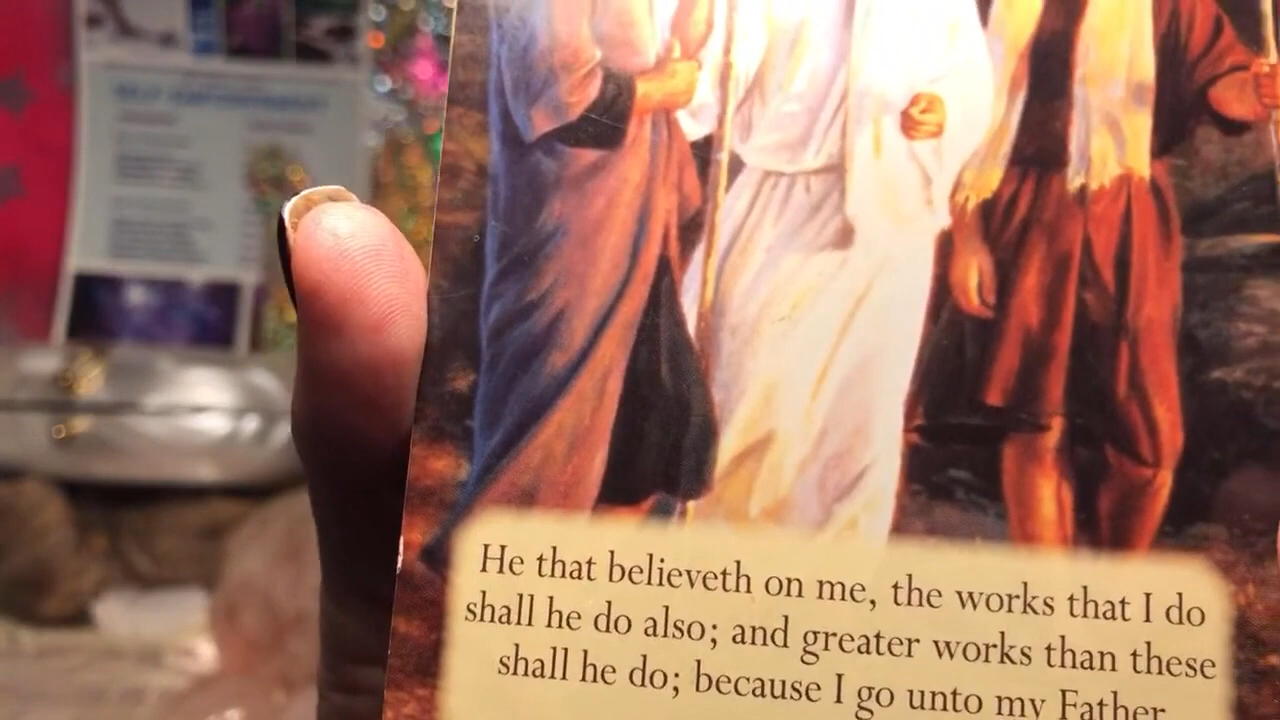 He that believeth on me, the works that I do
shall he do also; and greater works than these
shall he do; because I go unto my Father